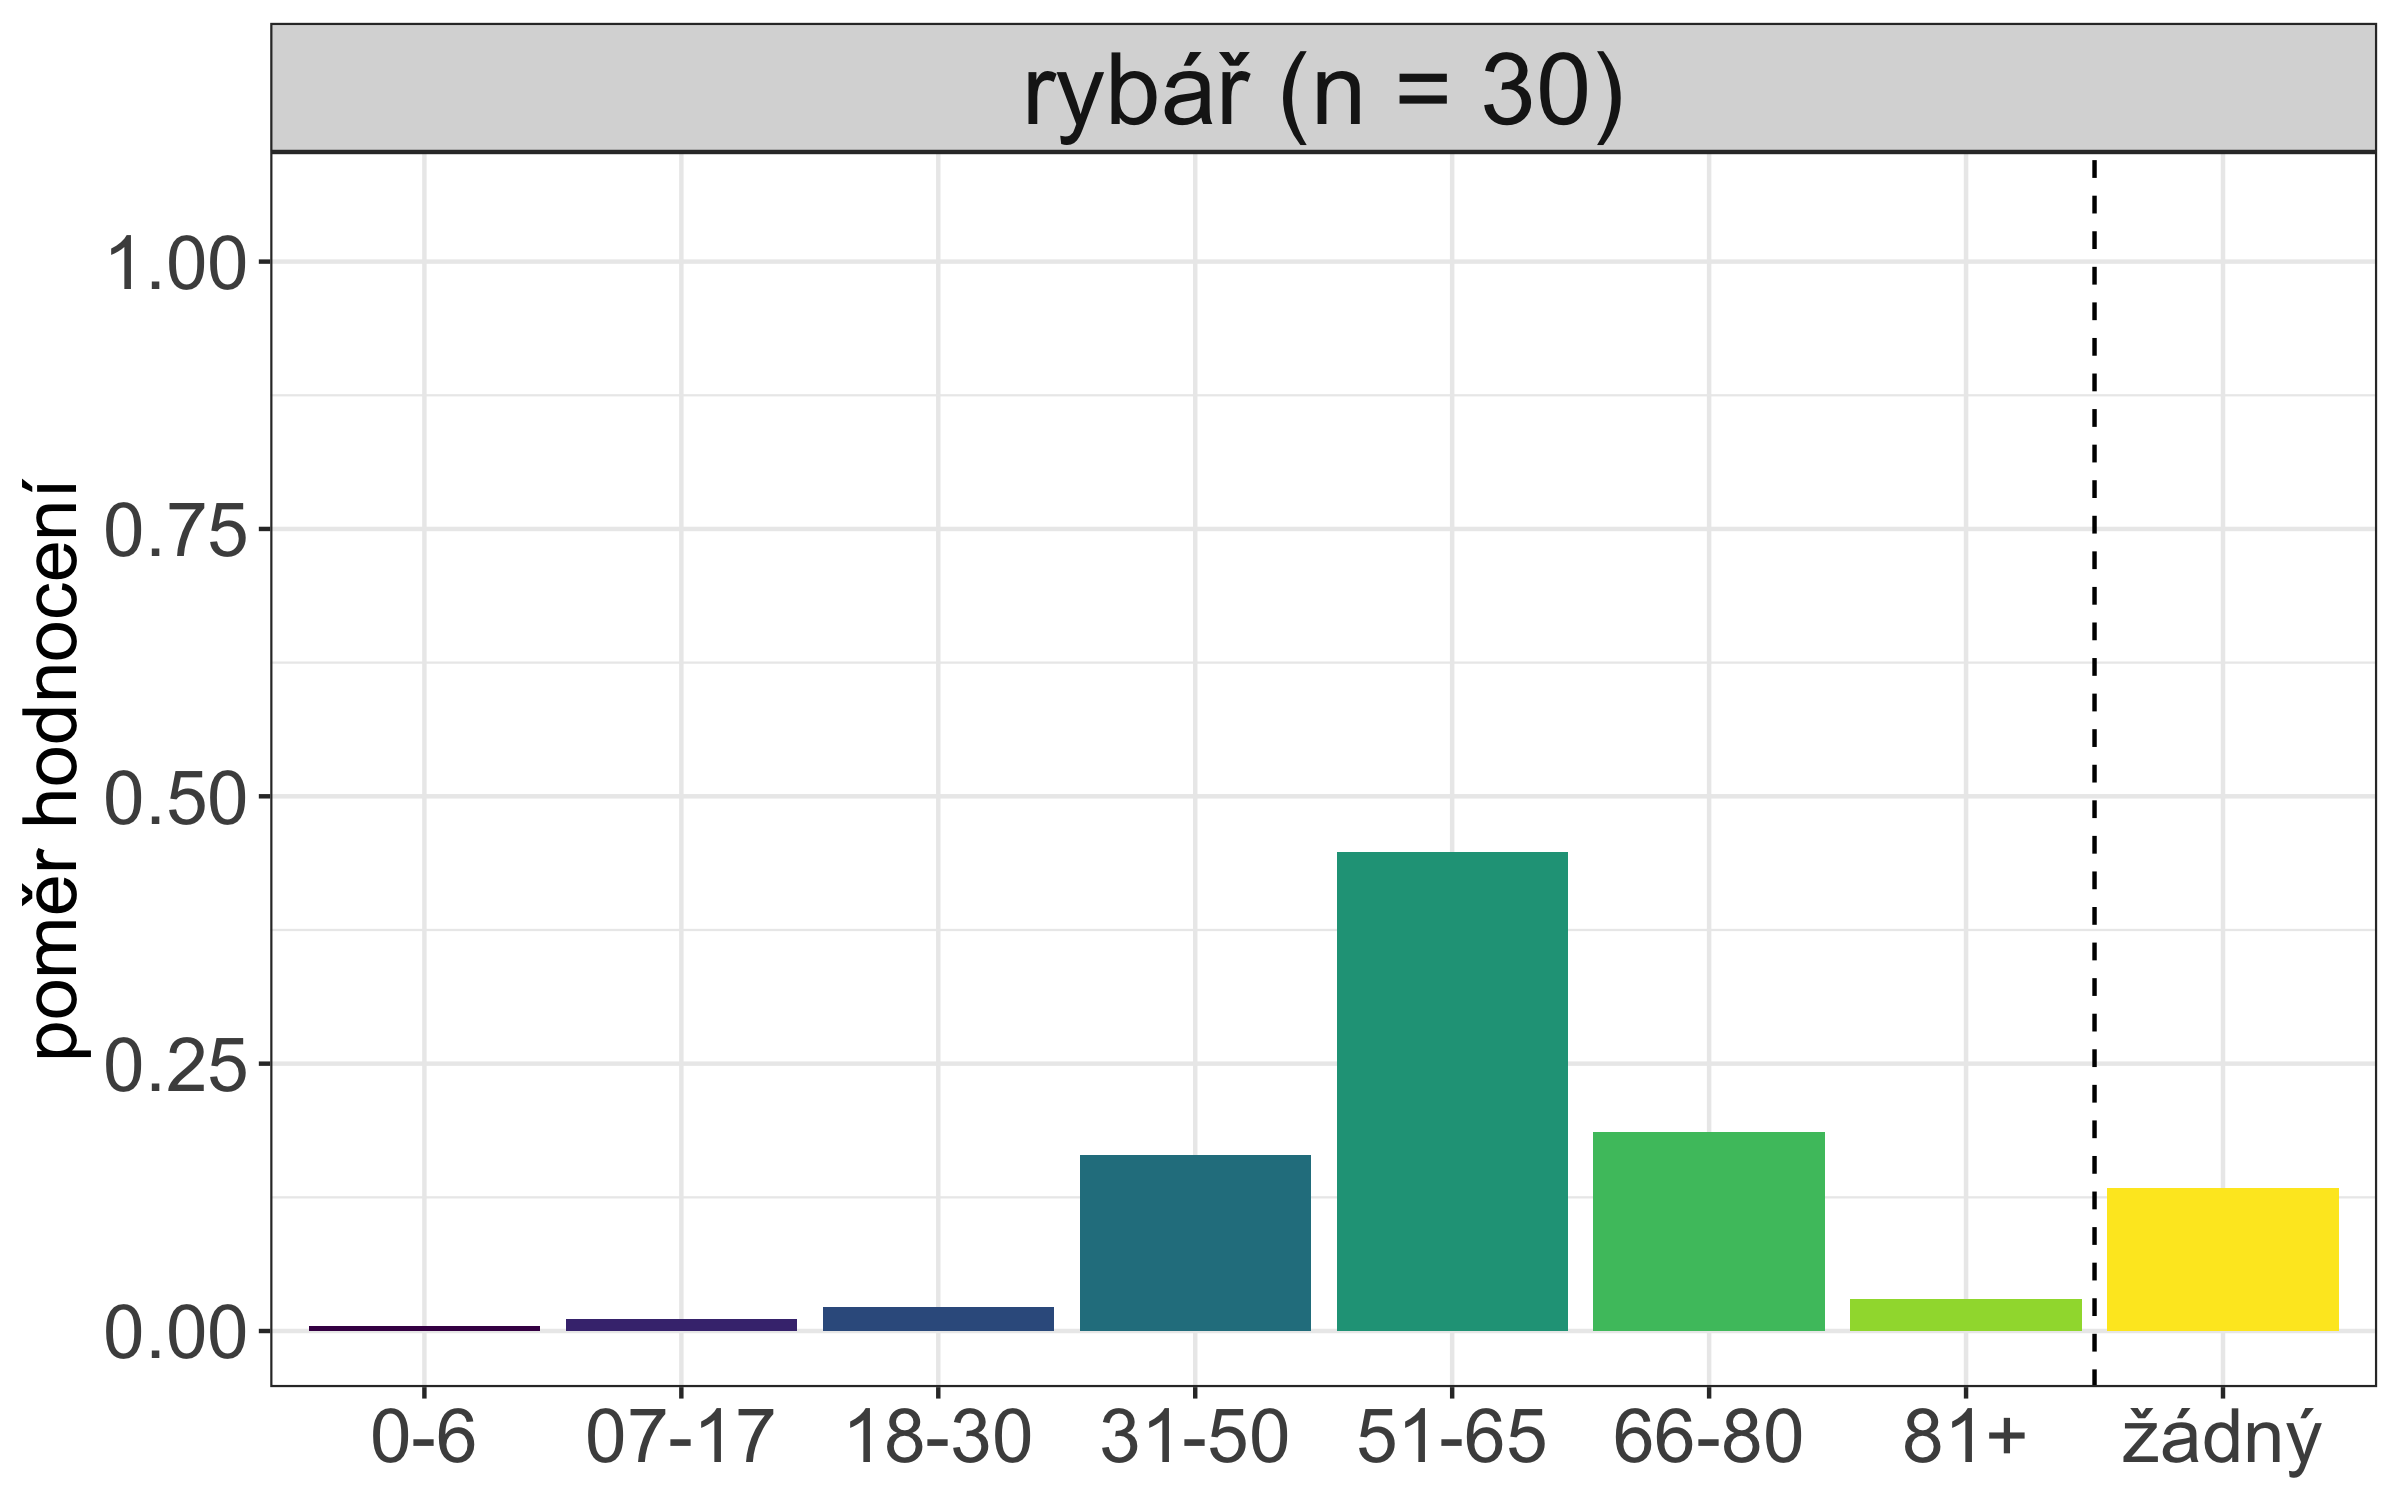 rybář (n = 30)
poměr hodnocení
1.00
0.75
0.50
0.25
0.00
0-6 07-17 18-30 31-50 51-65 66-80 81+ žádný